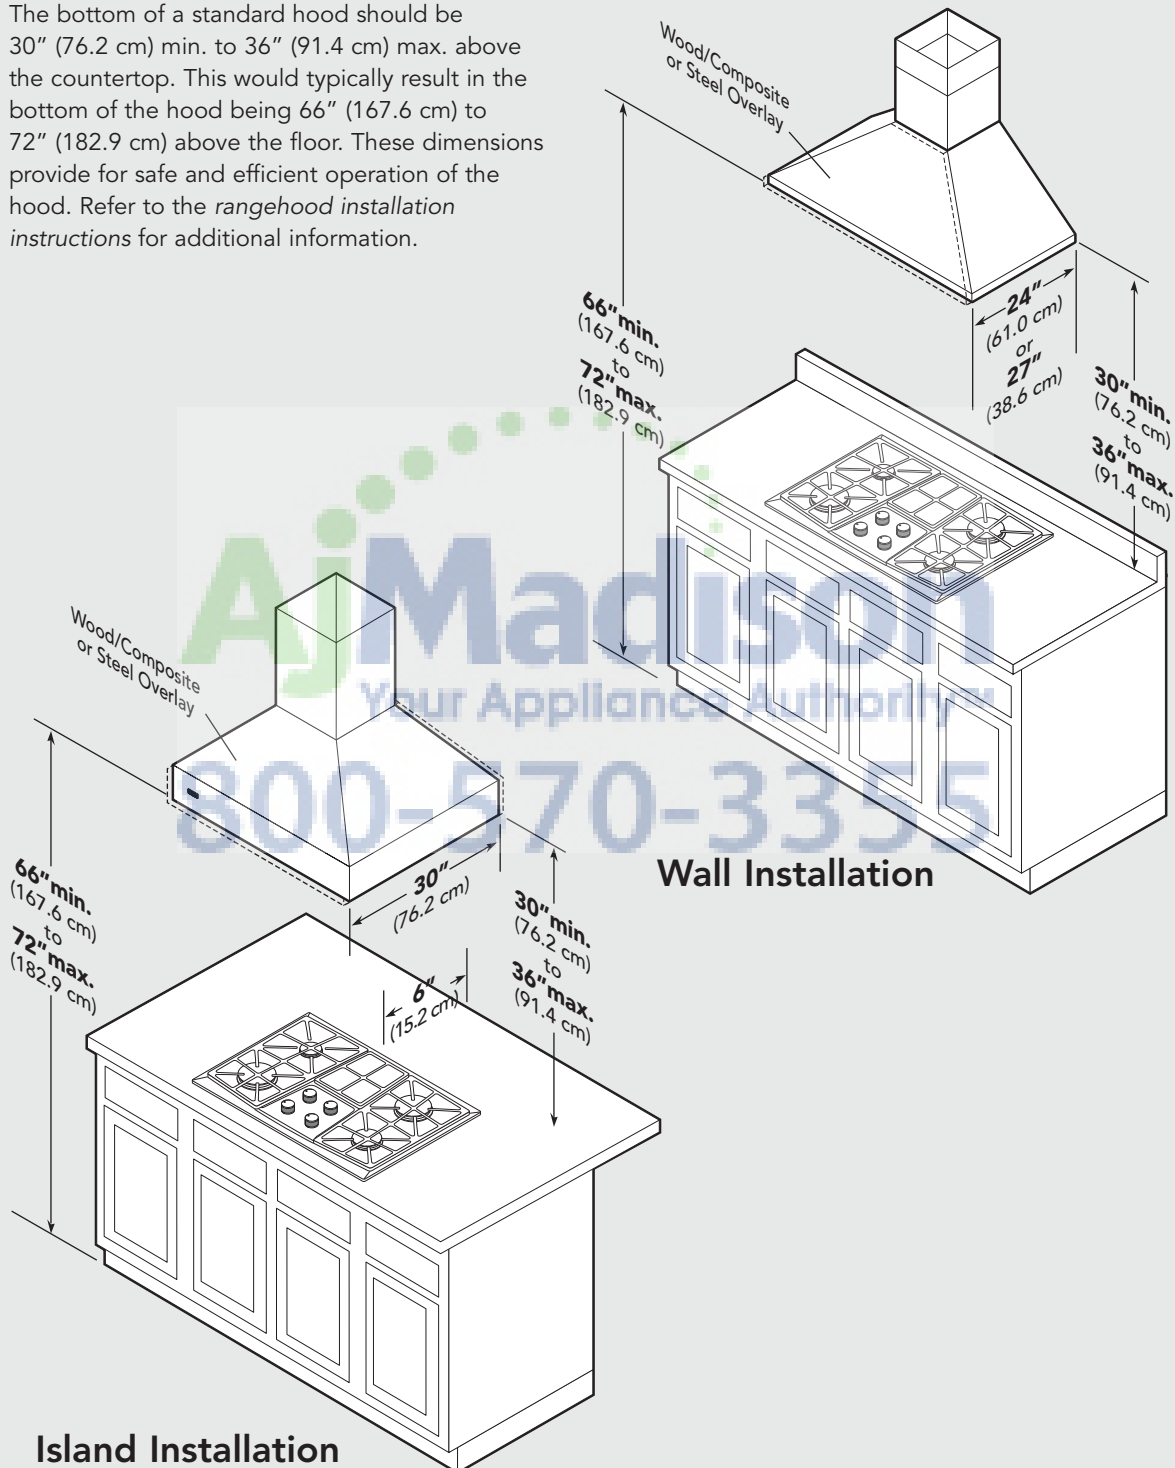 The bottom of a standard hood should be
30” (76.2 cm) min. to 36” (91.4 cm) max. above
the countertop. This would typically result in the
bottom of the hood being 66” (167.6 cm) to
72” (182.9 cm) above the floor. These dimensions
provide for safe and efficient operation of the
hood. Refer to the rangehood installation
instructions for additional information.
Wood/Composite
or Steel Overlay
66”min.
(167.6 cm)
to
72”max.
(182.9 cm)
24”
(61.0 cm)
or
27”
(38.6 cm)
30”min.
(76.2 cm)
to
36”max.
(91.4 cm)
AjMadison
Your Appliance Authority™
800-570-3355
Wall Installation
Wood/Composite
or Steel Overlay
66”min.
(167.6 cm)
to
72”max.
(182.9 cm)
30”
(76.2 cm)
30”min.
(76.2 cm)
to
36”max.
(91.4 cm)
6”
(15.2 cm)
Island Installation